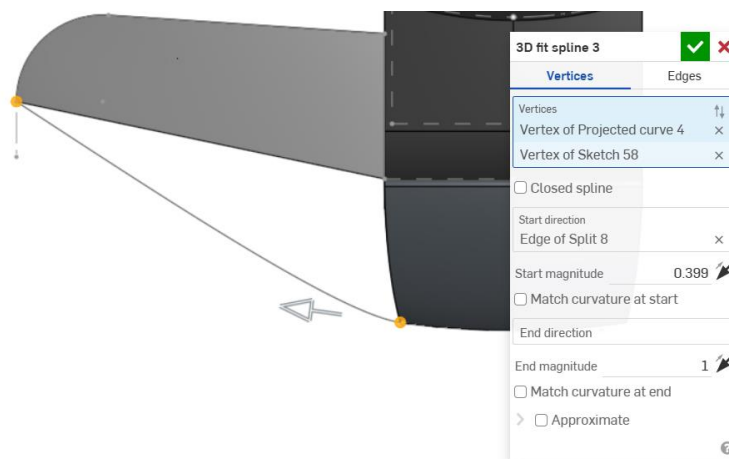 3D fit spline 3
Vertices Edges
Vertices
Vertex of Projected curve 4
Vertex of Sketch 58
Closed spline
Start direction
Edge of Split 8
Start magnitude 0.399
Match curvature at start
End direction
End magnitude 1
Match curvature at end
Approximate